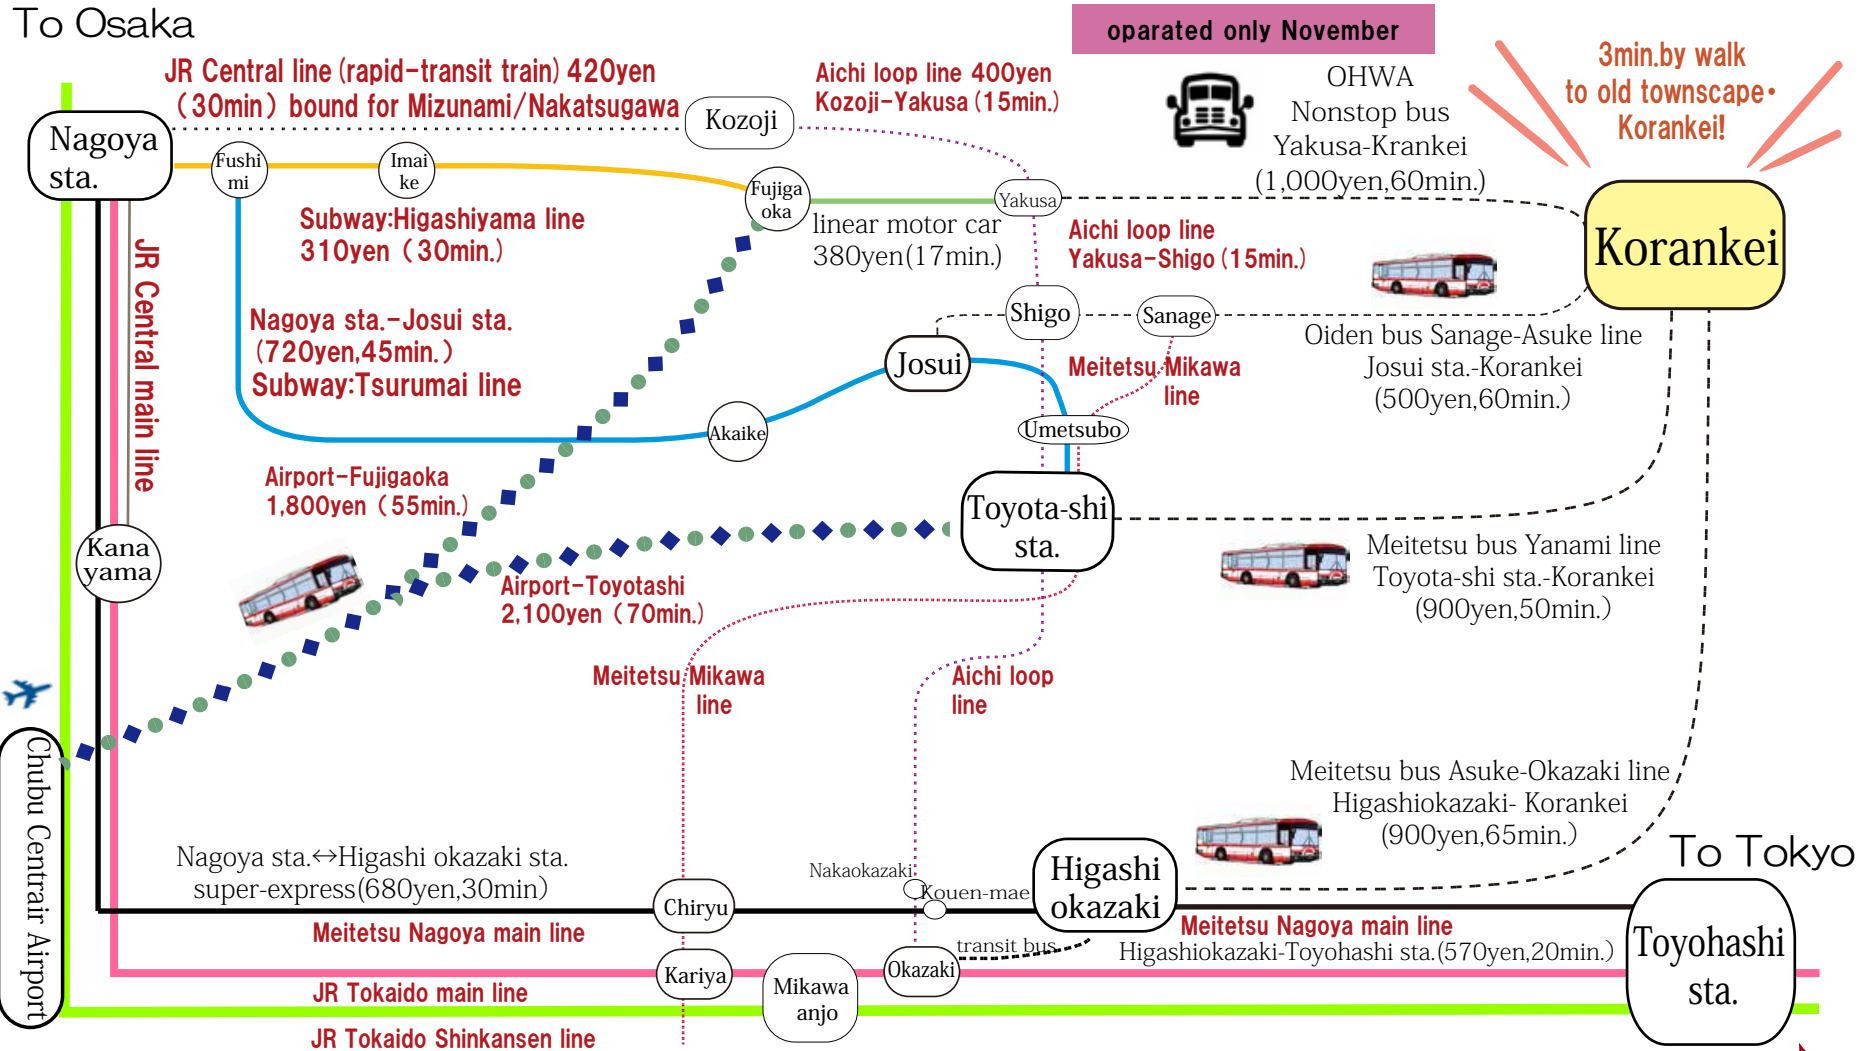 To Osaka
oparated only November
JR Central line (rapid-transit train) 420yen
(30min) bound for Mizunami/Nakatsugawa
Aichi loop line 400yen
Kozoji-Yakusa (15min.)
OHWA
Nonstop bus
Yakusa-Krankei
(1,000yen,60min.)
3min.by walk
to old townscape・
Korankei!
Nagoya
sta.
Kozoji
Fushi
mi
Imai
ke
Fujiga
oka
Yakusa
Korankei
Subway:Higashiyama line
310yen (30min.)
linear motor car
380yen(17min.)
Aichi loop line
Yakusa-Shigo (15min.)
JR Central main line
Nagoya sta.-Josui sta.
(720yen,45min.)
Subway:Tsurumai line
Shigo
Sanage
Josui
Oiden bus Sanage-Asuke line
Josui sta.-Korankei
(500yen,60min.)
Meitetsu Mikawa
line
Akaike
Umetsubo
Airport-Fujigaoka
1,800yen (55min.)
Toyota-shi
sta.
Kana
yama
Airport-Toyotashi
2,100yen (70min.)
Meitetsu bus Yanami line
Toyota-shi sta.-Korankei
(900yen,50min.)
Meitetsu Mikawa
line
Aichi loop
line
Chubu Centrair Airport
Meitetsu bus Asuke-Okazaki line
Higashiokazaki- Korankei
(900yen,65min.)
To Tokyo
Nagoya sta.↔Higashi okazaki sta.
super-express(680yen,30min)
Nakaokazaki
Kouen-mae
Higashi
okazaki
Chiryu
Meitetsu Nagoya main line
Meitetsu Nagoya main line
Higashiokazaki-Toyohashi sta.(570yen,20min.)
transit bus
Toyohashi
sta.
Kariya
Okazaki
Mikawa
anjo
JR Tokaido main line
JR Tokaido Shinkansen line